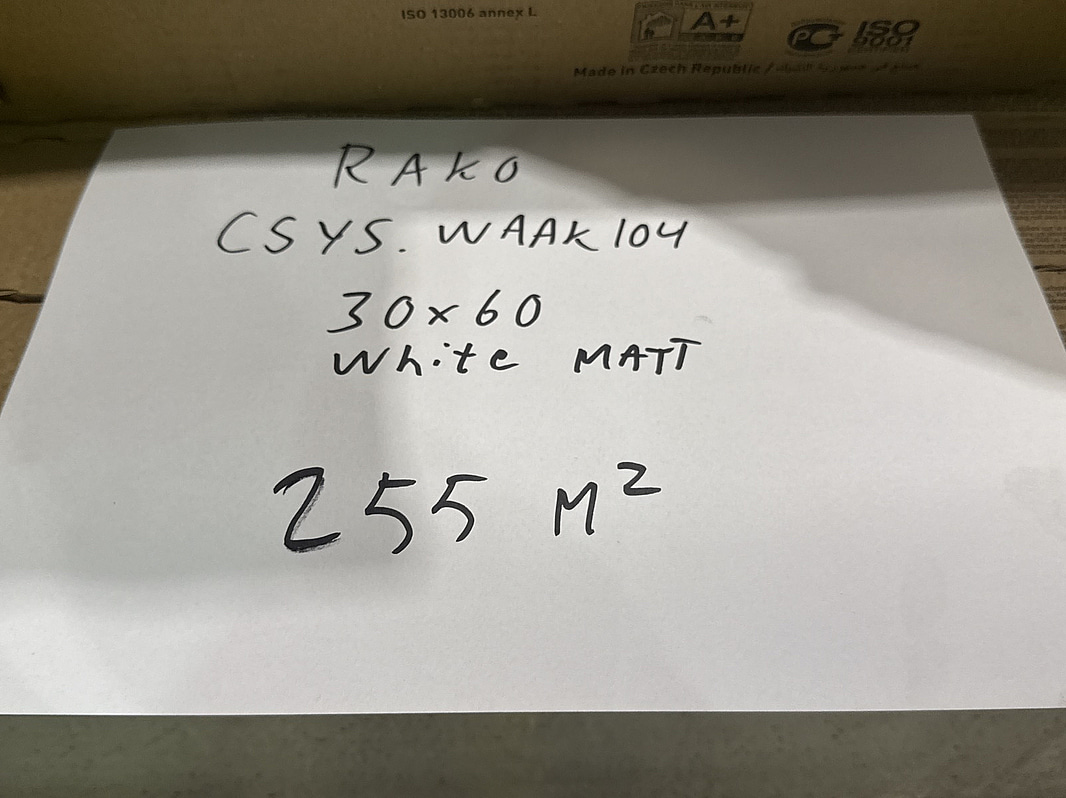 ISO 13006 annex L
A+
ISO
9001
Made in Czech Republic /
RAKO
CSYS. WAAK104
30x60
White MATT
255 M²